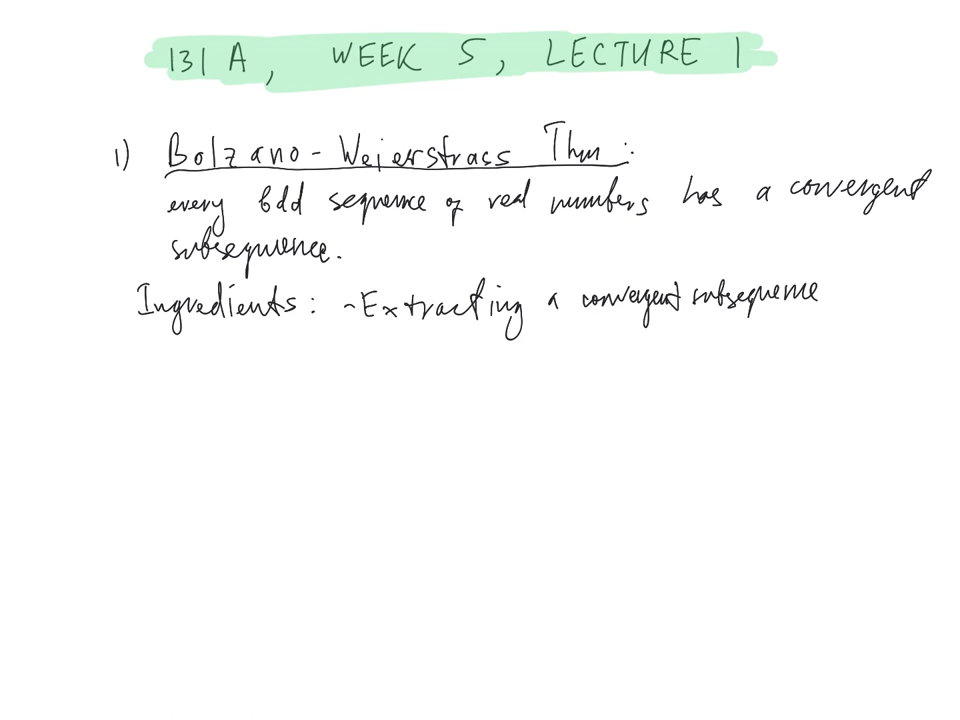 131 A, WEEK 5, LECTURE 1
1) Bolzano-Weierstrass Thm:
every bdd sequence of real numbers has a convergent
subsequence.
Ingredients: - Extracting a convergent subsequence